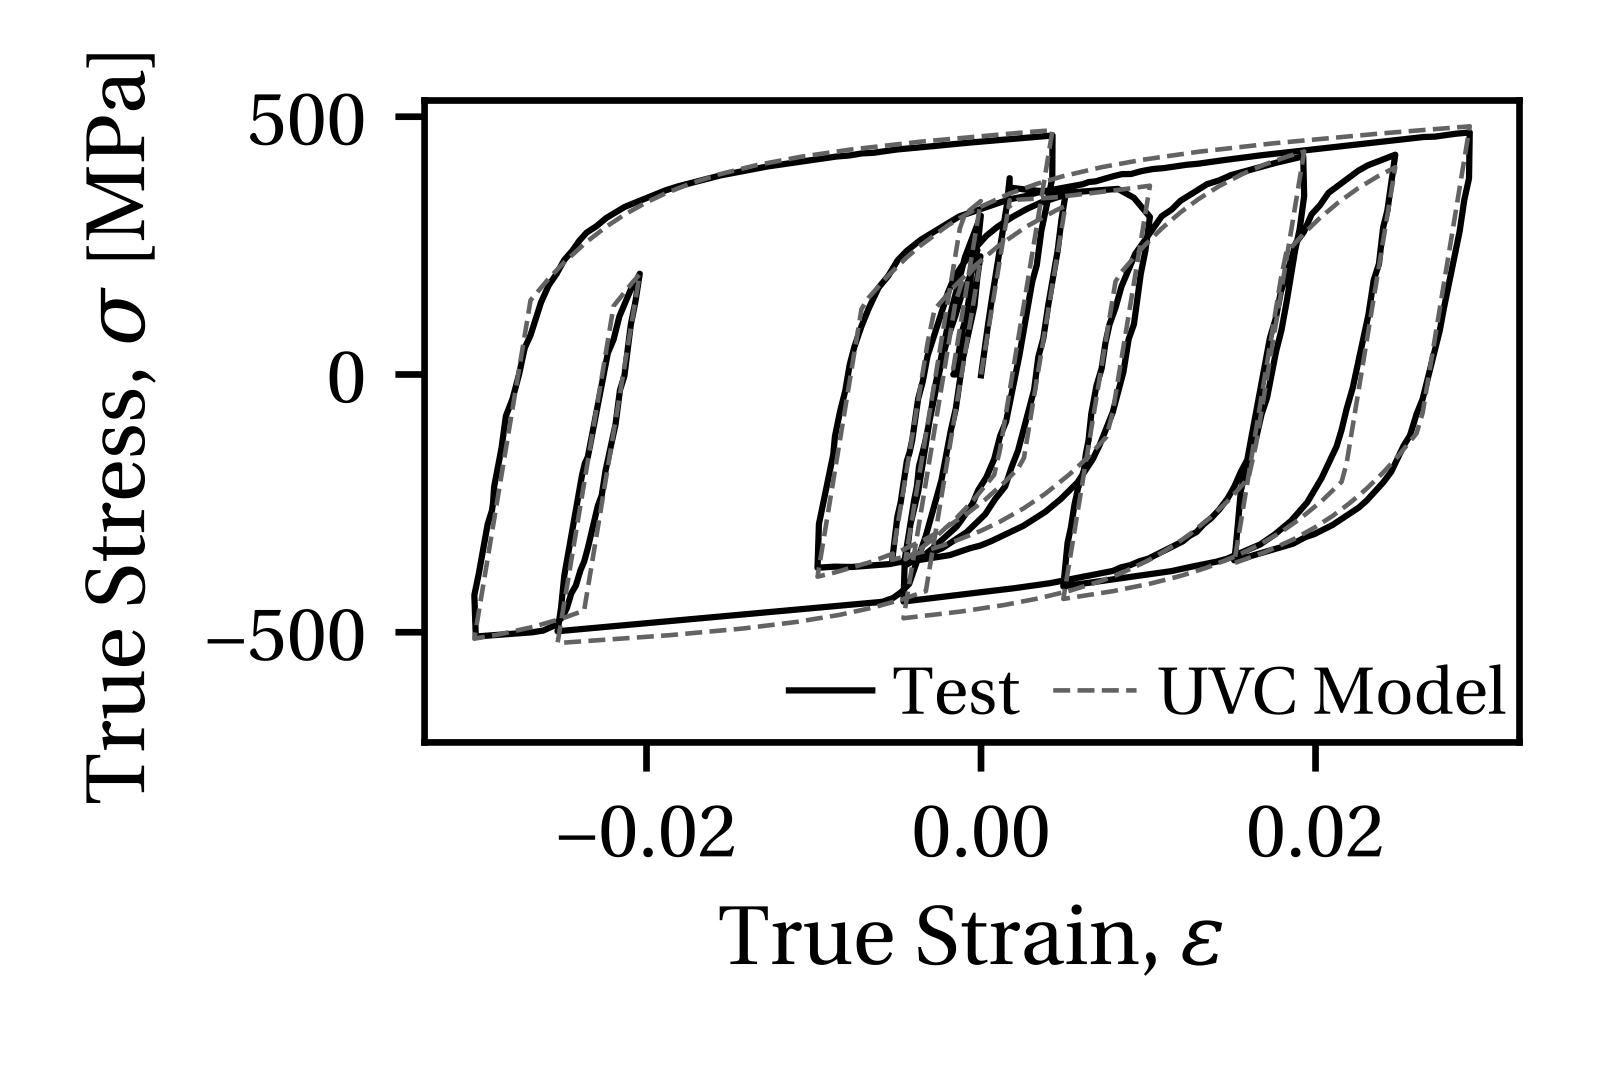 True Stress, σ [MPa]
500
0
−500
Test
UVC Model
−0.02
0.00
0.02
True Strain, ε